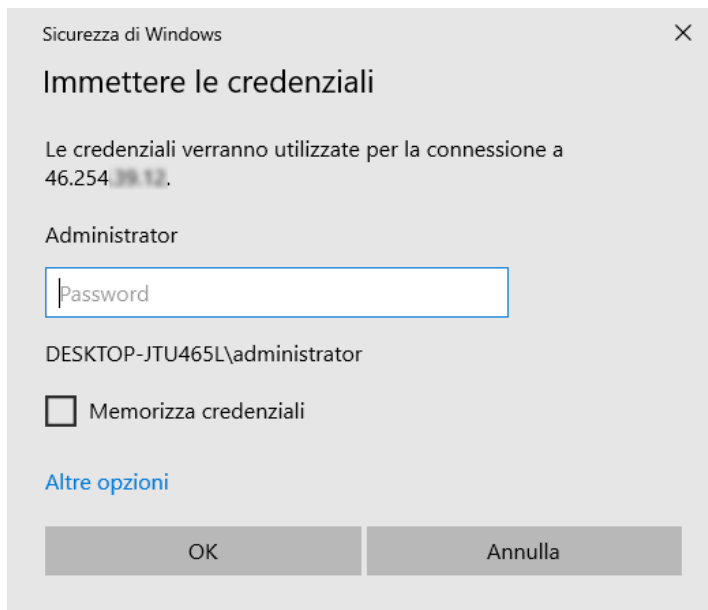 Sicurezza di Windows
Immettere le credenziali
Le credenziali verranno utilizzate per la connessione a
46.254.
Administrator
Password
DESKTOP-JTU465L\administrator
Memorizza credenziali
Altre opzioni
OK
Annulla